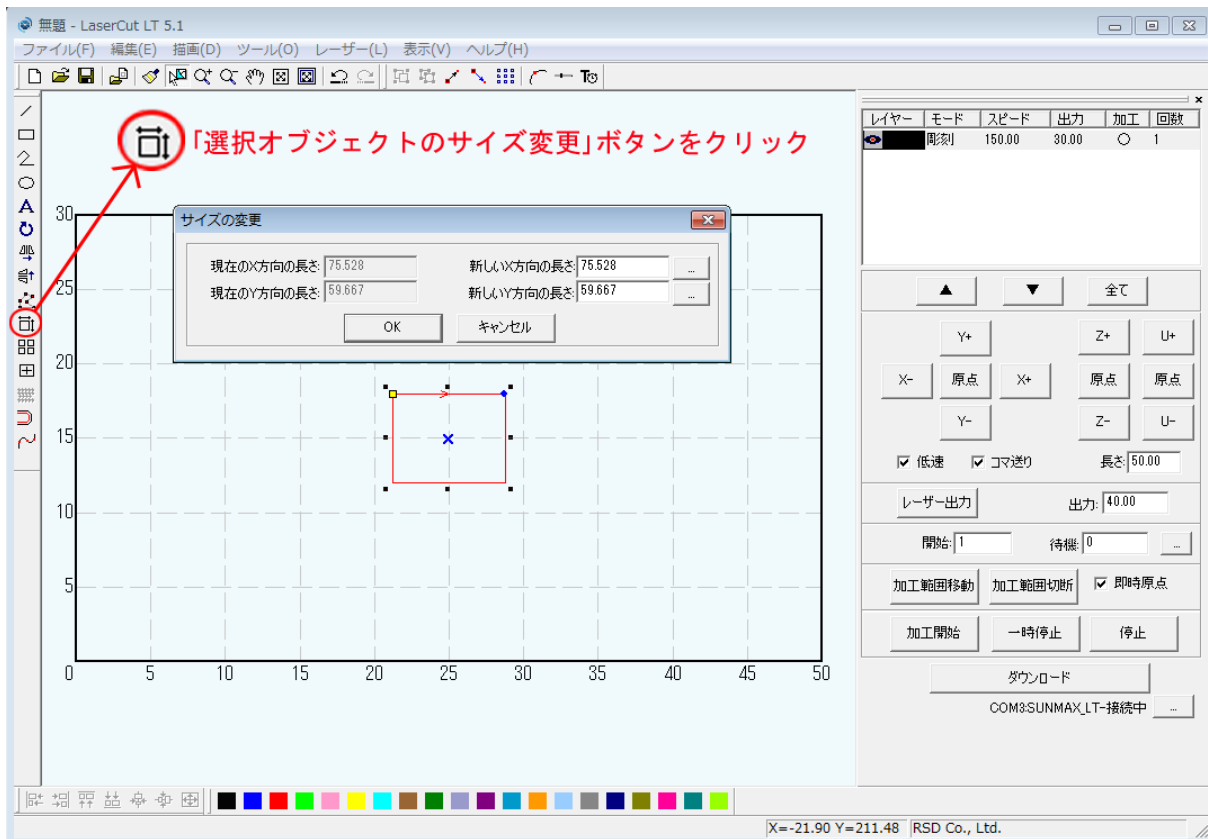 無題 - LaserCut LT 5.1
ファイル(F) 編集(E) 描画(D) ツール(O) レーザー(L) 表示(V) ヘルプ(H)
「選択オブジェクトのサイズ変更」ボタンをクリック
サイズの変更
現在のX方向の長さ: 75.528 新しいX方向の長さ: 75.528 ...
現在のY方向の長さ: 59.667 新しいY方向の長さ: 59.667 ...
OK キャンセル
30
25
20
15
10
5
0 5 10 15 20 25 30 35 40 45 50
レイヤー モード スピード 出力 加工 回数
彫刻 150.00 30.00 1
全て
Y+ Z+ U+
X- 原点 X+ 原点 原点
Y- Z- U-
低速 コマ送り 長さ: 50.00
レーザー出力 出力: 40.00
開始: 1 待機: 0 ...
加工範囲移動 加工範囲切断 即時原点
加工開始 一時停止 停止
ダウンロード
COM3:SUNMAX_LT-接続中 ...
X=-21.90 Y=211.48 RSD Co., Ltd.